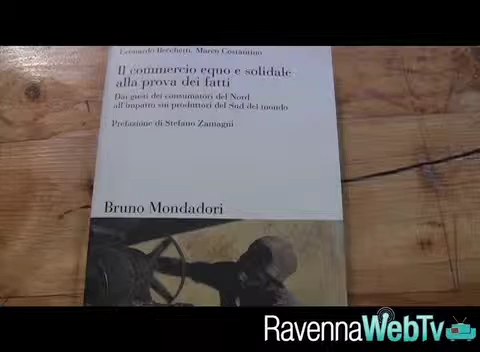 Leonardo Becchetti, Marco Costantino
Il commercio equo e solidale
alla prova dei fatti
Dai gusti dei consumatori del Nord
all'impatto sui produttori del Sud del mondo
Prefazione di Stefano Zamagni
Bruno Mondadori
RavennaWebTv